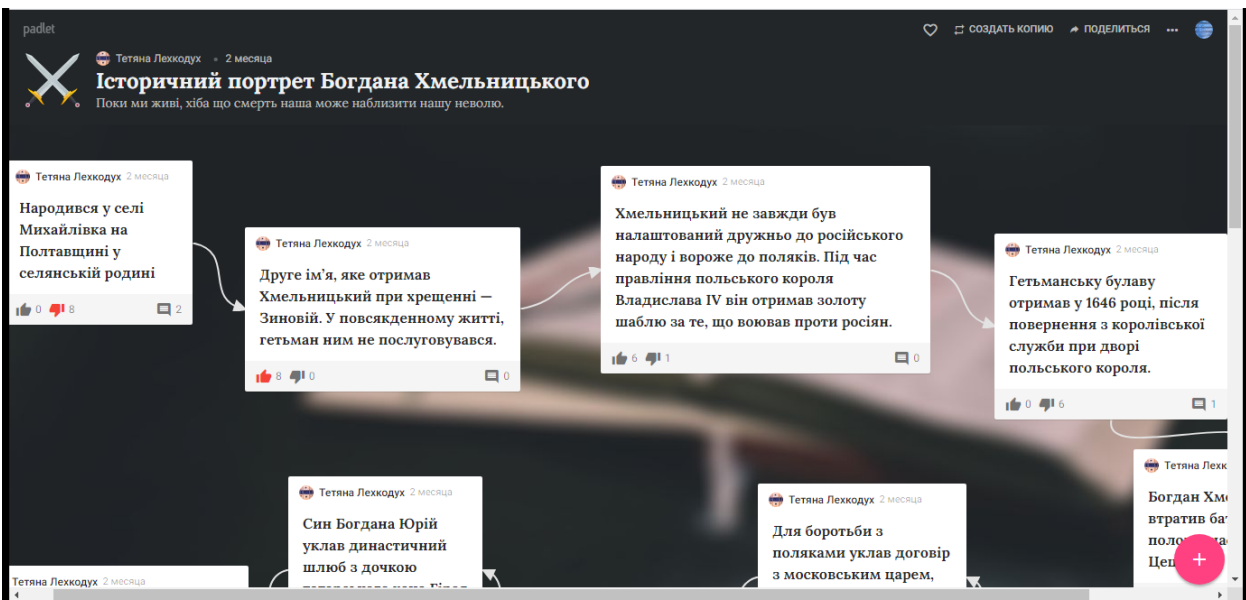 padlet
СОЗДАТЬ КОПИЮ ПОДЕЛИТЬСЯ
Тетяна Лехкодух • 2 месяца
Історичний портрет Богдана Хмельницького
Поки ми живі, хіба що смерть наша може наблизити нашу неволю.
Тетяна Лехкодух 2 месяца
Народився у селі
Михайлівка на
Полтавщині у
селянській родині
0 8 2
Тетяна Лехкодух 2 месяца
Друге ім’я, яке отримав
Хмельницький при хрещенні —
Зиновій. У повсякденному житті,
гетьман ним не послуговувався.
8 0 0
Тетяна Лехкодух 2 месяца
Хмельницький не завжди був
налаштований дружньо до російського
народу і вороже до поляків. Під час
правління польського короля
Владислава IV він отримав золоту
шаблю за те, що воював проти росіян.
6 1 0
Тетяна Лехкодух 2 месяца
Гетьманську булаву
отримав у 1646 році, після
повернення з королівської
служби при дворі
польського короля.
0 6 1
Тетяна Лехкодух 2 месяца
Тетяна Лехкодух 2 месяца
Син Богдана Юрій
уклав династичний
шлюб з дочкою
Тетяна Лехкодух 2 месяца
Для боротьби з
поляками уклав договір
з московським царем,
Тетяна
Богдан
втратив